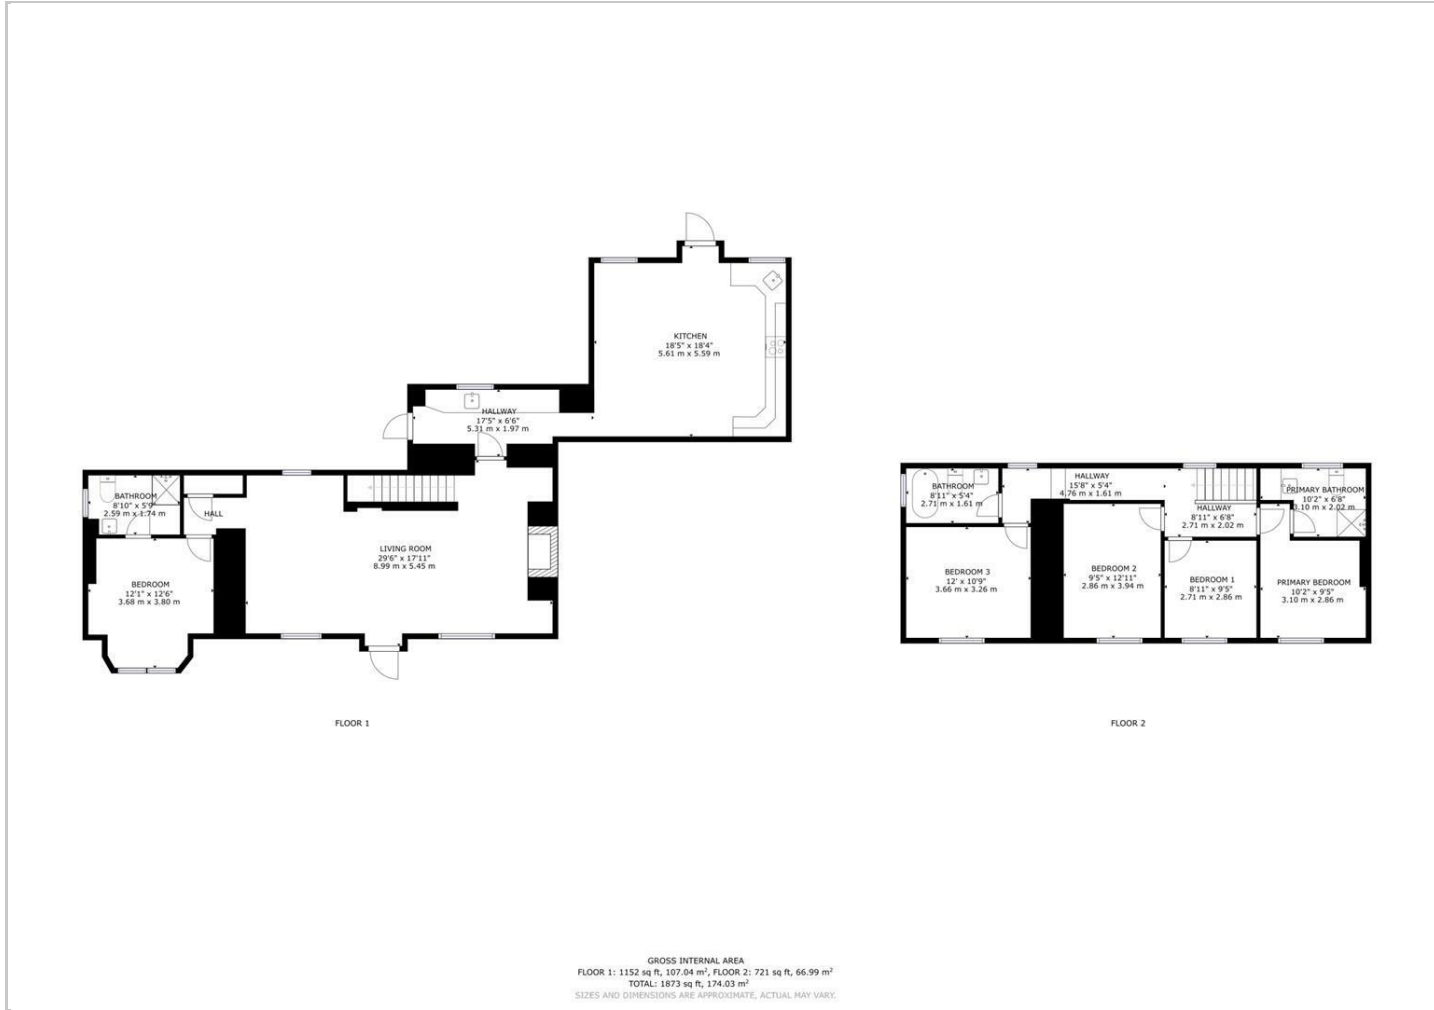 KITCHEN
18'5" x 18'4"
5.61 m x 5.59 m
HALLWAY
17'5" x 6'6"
5.31 m x 1.97 m
BATHROOM
8'10" x 5'9"
2.59 m x 1.74 m
HALL
LIVING ROOM
29'6" x 17'11"
8.99 m x 5.45 m
BEDROOM
12'1" x 12'6"
3.68 m x 3.80 m
FLOOR 1
BATHROOM
8'11" x 5'4"
2.71 m x 1.61 m
HALLWAY
15'8" x 5'4"
4.76 m x 1.61 m
HALLWAY
8'11" x 6'8"
2.71 m x 2.02 m
PRIMARY BATHROOM
10'2" x 6'8"
3.10 m x 2.02 m
BEDROOM 3
12' x 10'9"
3.66 m x 3.26 m
BEDROOM 2
9'5" x 12'11"
2.86 m x 3.94 m
BEDROOM 1
8'11" x 9'5"
2.71 m x 2.86 m
PRIMARY BEDROOM
10'2" x 9'5"
3.10 m x 2.86 m
FLOOR 2
GROSS INTERNAL AREA
FLOOR 1: 1152 sq ft, 107.04 m², FLOOR 2: 721 sq ft, 66.99 m²
TOTAL: 1873 sq ft, 174.03 m²
SIZES AND DIMENSIONS ARE APPROXIMATE, ACTUAL MAY VARY.